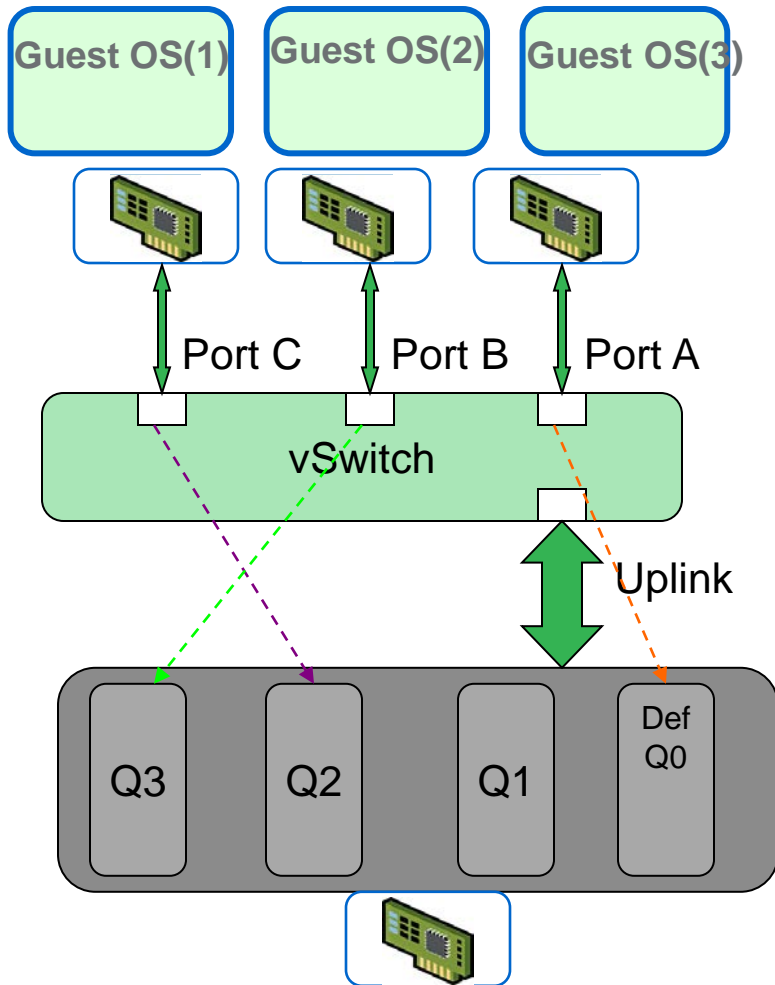 Guest OS(1)
Guest OS(2)
Guest OS(3)
Port C
Port B
Port A
vSwitch
Uplink
Q3
Q2
Q1
Def
Q0